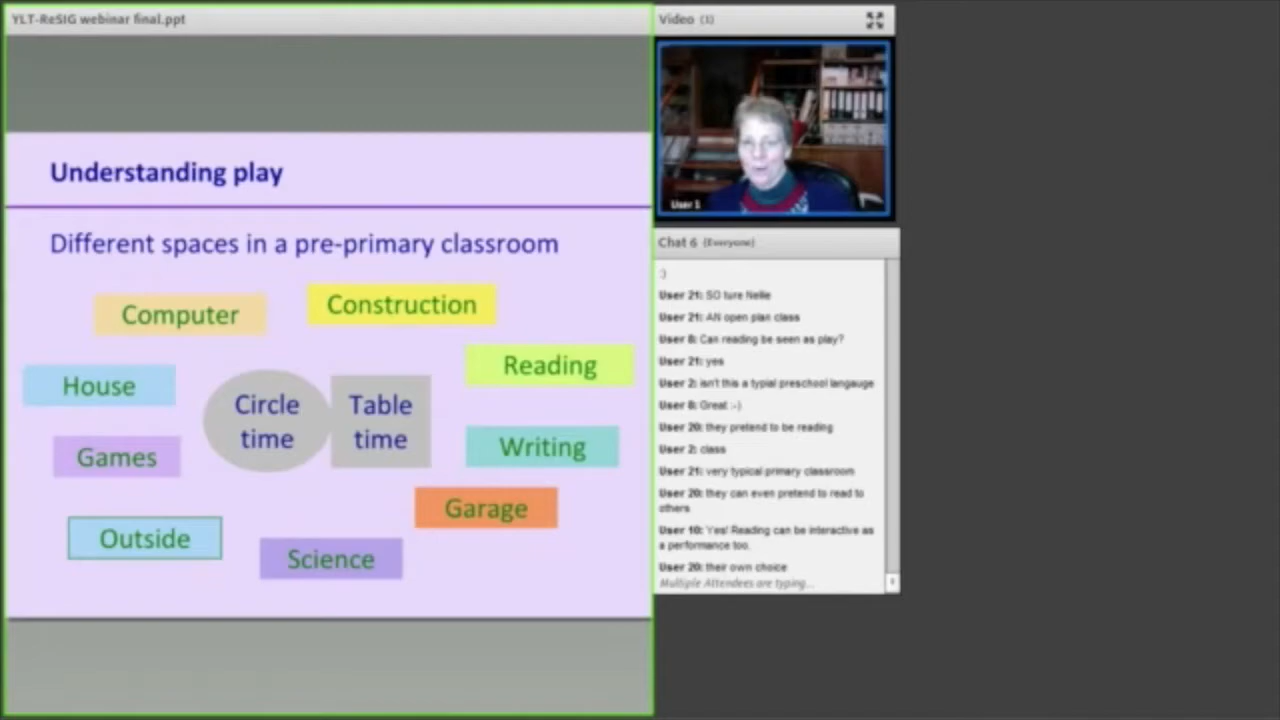 YLT-ReSIG webinar final.ppt
Understanding play
Different spaces in a pre-primary classroom
Computer
Construction
Reading
House
Circle
time
Table
time
Games
Writing
Garage
Outside
Science
Video (1)
User 1
Chat 6 (Everyone)
:)
User 21: SO ture Nellie
User 21: AN open plan class
User 8: Can reading be seen as play?
User 21: yes
User 2: isn't this a typial preschool langauge
User 8: Great :-)
User 20: they pretend to be reading
User 2: class
User 21: very typical primary classroom
User 20: they can even pretend to read to
others
User 10: Yes! Reading can be interactive as
a performance too.
User 20: their own choice
Multiple Attendees are typing...